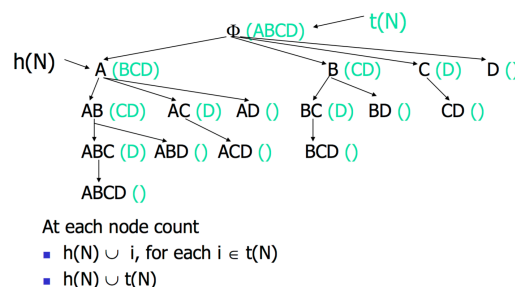 Φ (ABCD) t(N)
h(N) A (BCD) B (CD) C (D) D ()
AB (CD) AC (D) AD () BC (D) BD () CD ()
ABC (D) ABD () ACD () BCD ()
ABCD ()
At each node count
h(N) ∪ i, for each i ∈ t(N)
h(N) ∪ t(N)